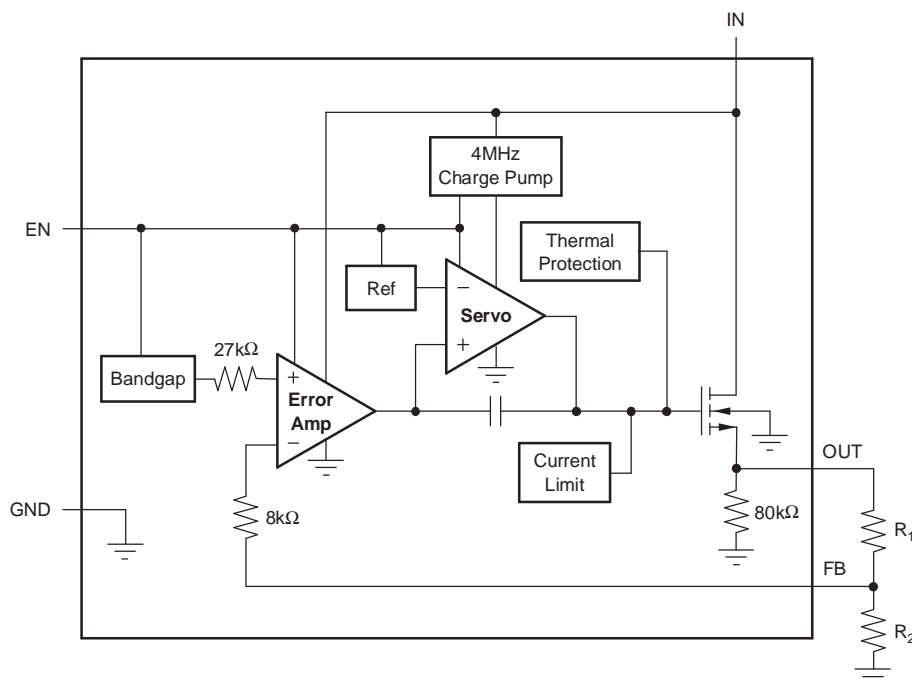 IN
4MHz
Charge Pump
EN
Thermal
Protection
Ref
−
Servo
+
27kΩ
Bandgap
+
Error
Amp
−
Current
Limit
OUT
GND
8kΩ
80kΩ
R1
FB
R2